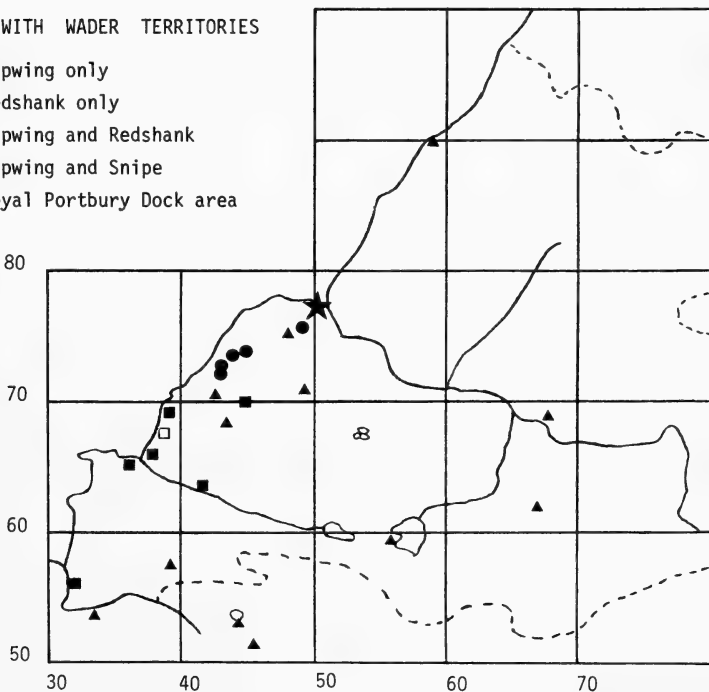 WITH WADER TERRITORIES
pwing only
dshank only
pwing and Redshank
pwing and Snipe
yal Portbury Dock area
80
70
60
50
30 40 50 60 70